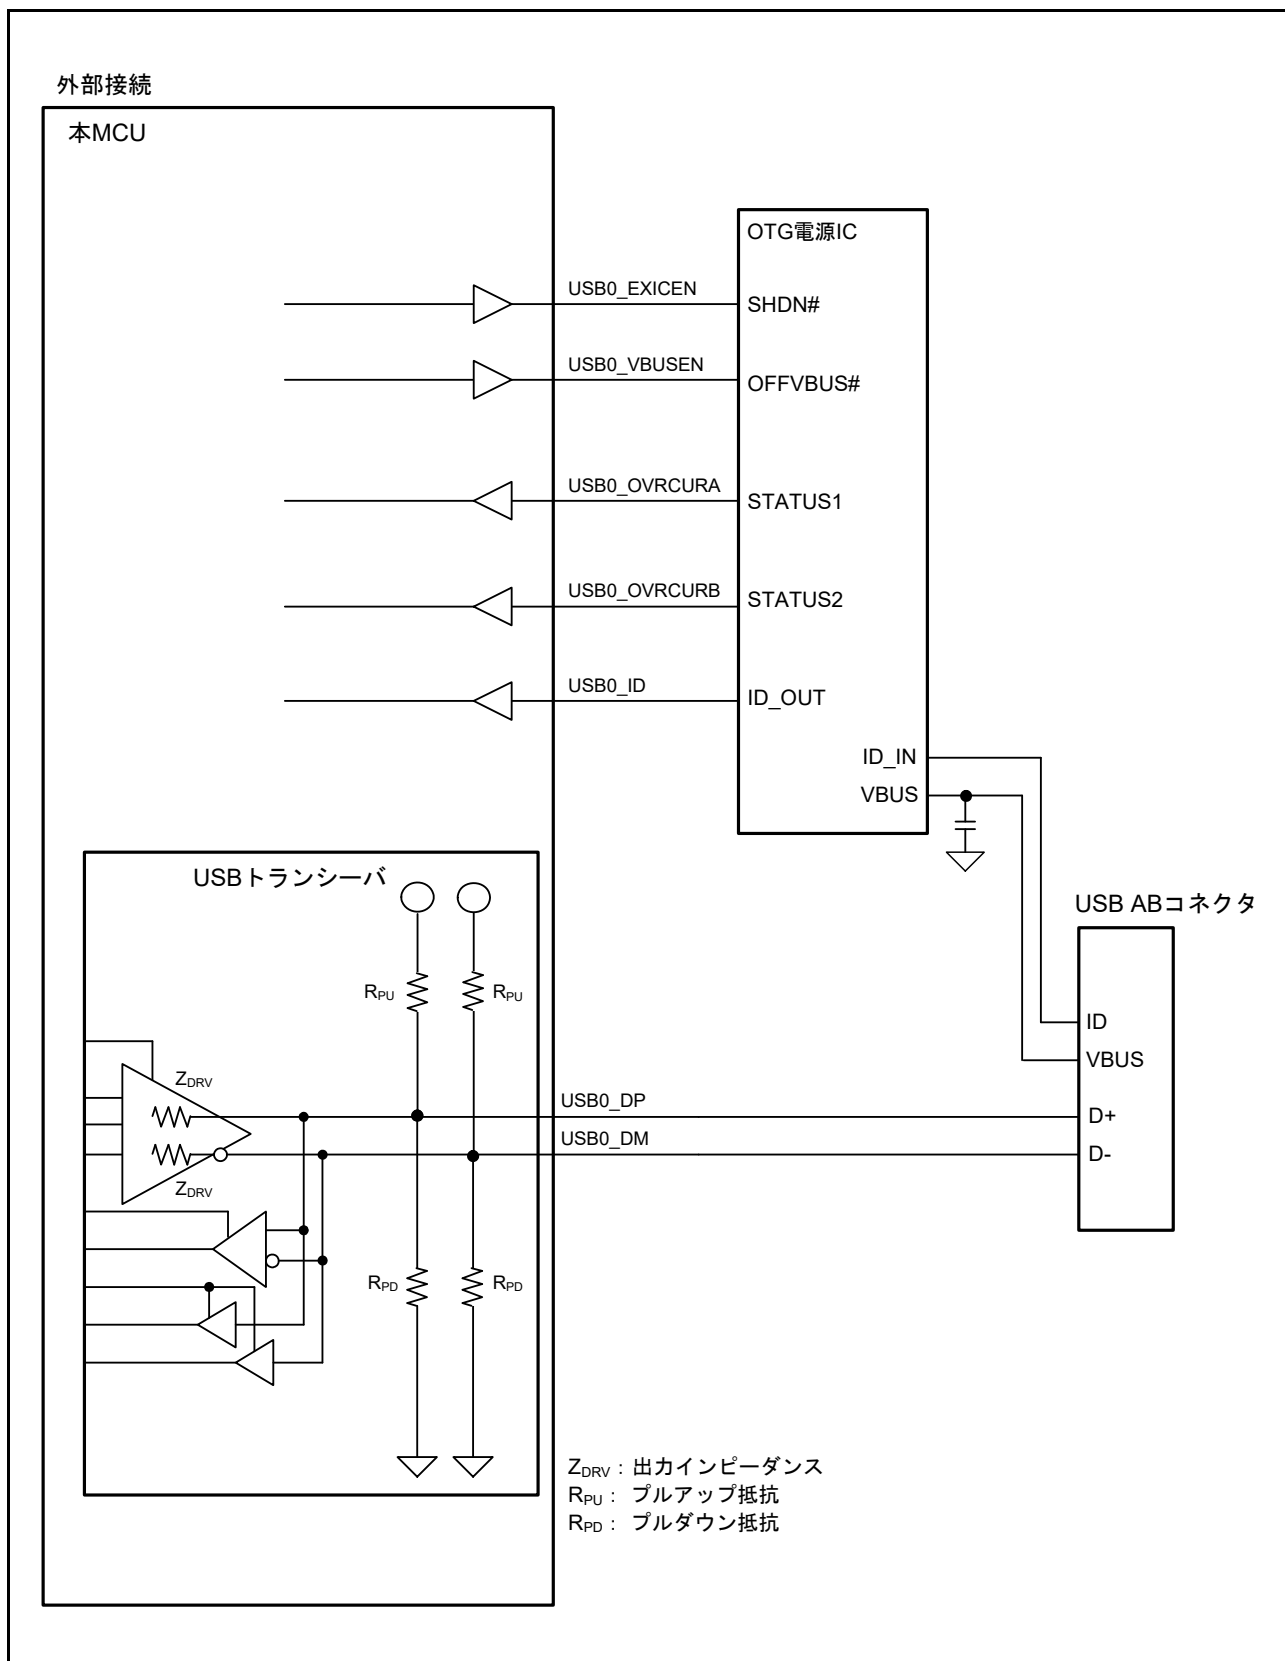 外部接続
本MCU
OTG電源IC
USB0_EXICEN
SHDN#
USB0_VBUSEN
OFFVBUS#
USB0_OVRCURA
STATUS1
USB0_OVRCURB
STATUS2
USB0_ID
ID_OUT
ID_IN
VBUS
USBトランシーバ
USB ABコネクタ
RPU
RPU
ID
VBUS
ZDRV
USB0_DP
D+
USB0_DM
D-
ZDRV
RPD
RPD
ZDRV : 出力インピーダンス
RPU : プルアップ抵抗
RPD : プルダウン抵抗